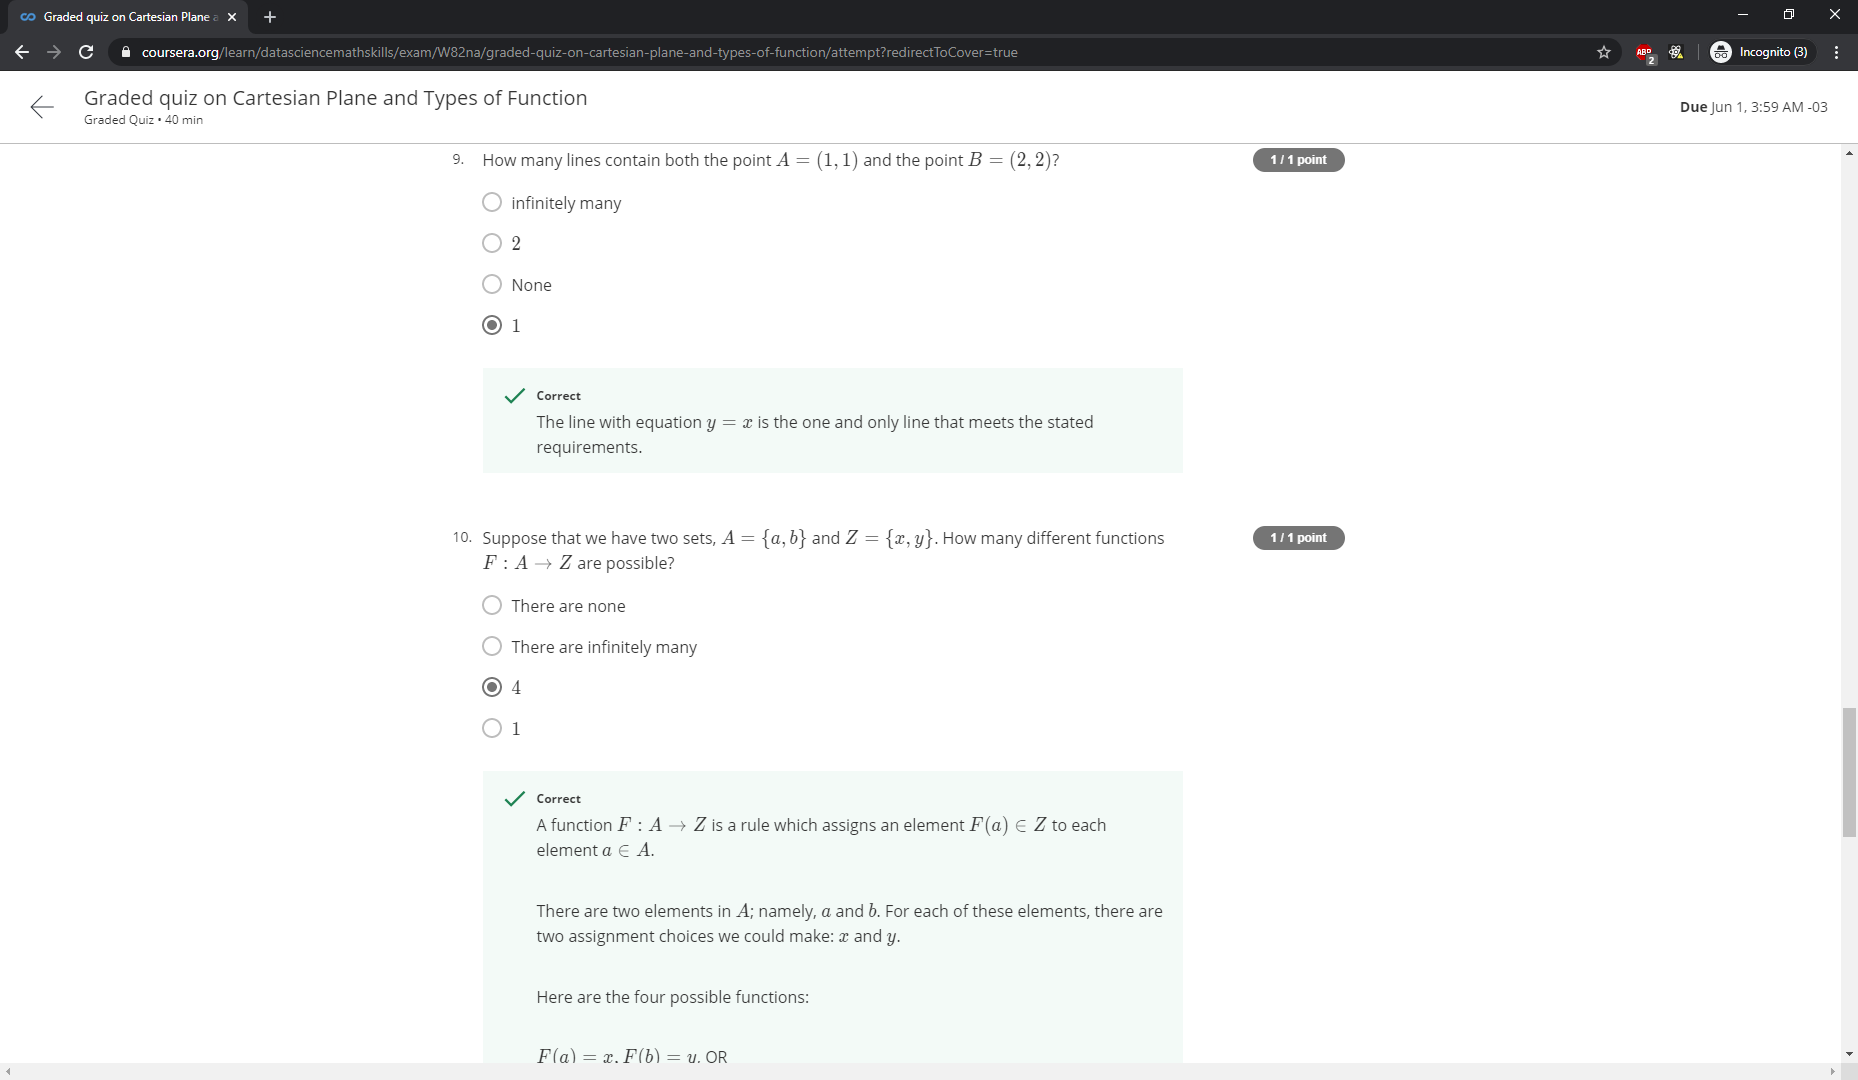 Graded quiz on Cartesian Plane a
coursera.org/learn/datasciencemathskills/exam/W82na/graded-quiz-on-cartesian-plane-and-types-of-function/attempt?redirectToCover=true
ABP
2
Incognito (3)
Graded quiz on Cartesian Plane and Types of Function
Graded Quiz • 40 min
Due Jun 1, 3:59 AM -03
9. How many lines contain both the point A = (1, 1) and the point B = (2, 2)?
1 / 1 point
infinitely many
2
None
1
Correct
The line with equation y = x is the one and only line that meets the stated
requirements.
10. Suppose that we have two sets, A = {a, b} and Z = {x, y}. How many different functions
F : A → Z are possible?
1 / 1 point
There are none
There are infinitely many
4
1
Correct
A function F : A → Z is a rule which assigns an element F(a) ∈ Z to each
element a ∈ A.
There are two elements in A; namely, a and b. For each of these elements, there are
two assignment choices we could make: x and y.
Here are the four possible functions:
F(a) = x, F(b) = y, OR